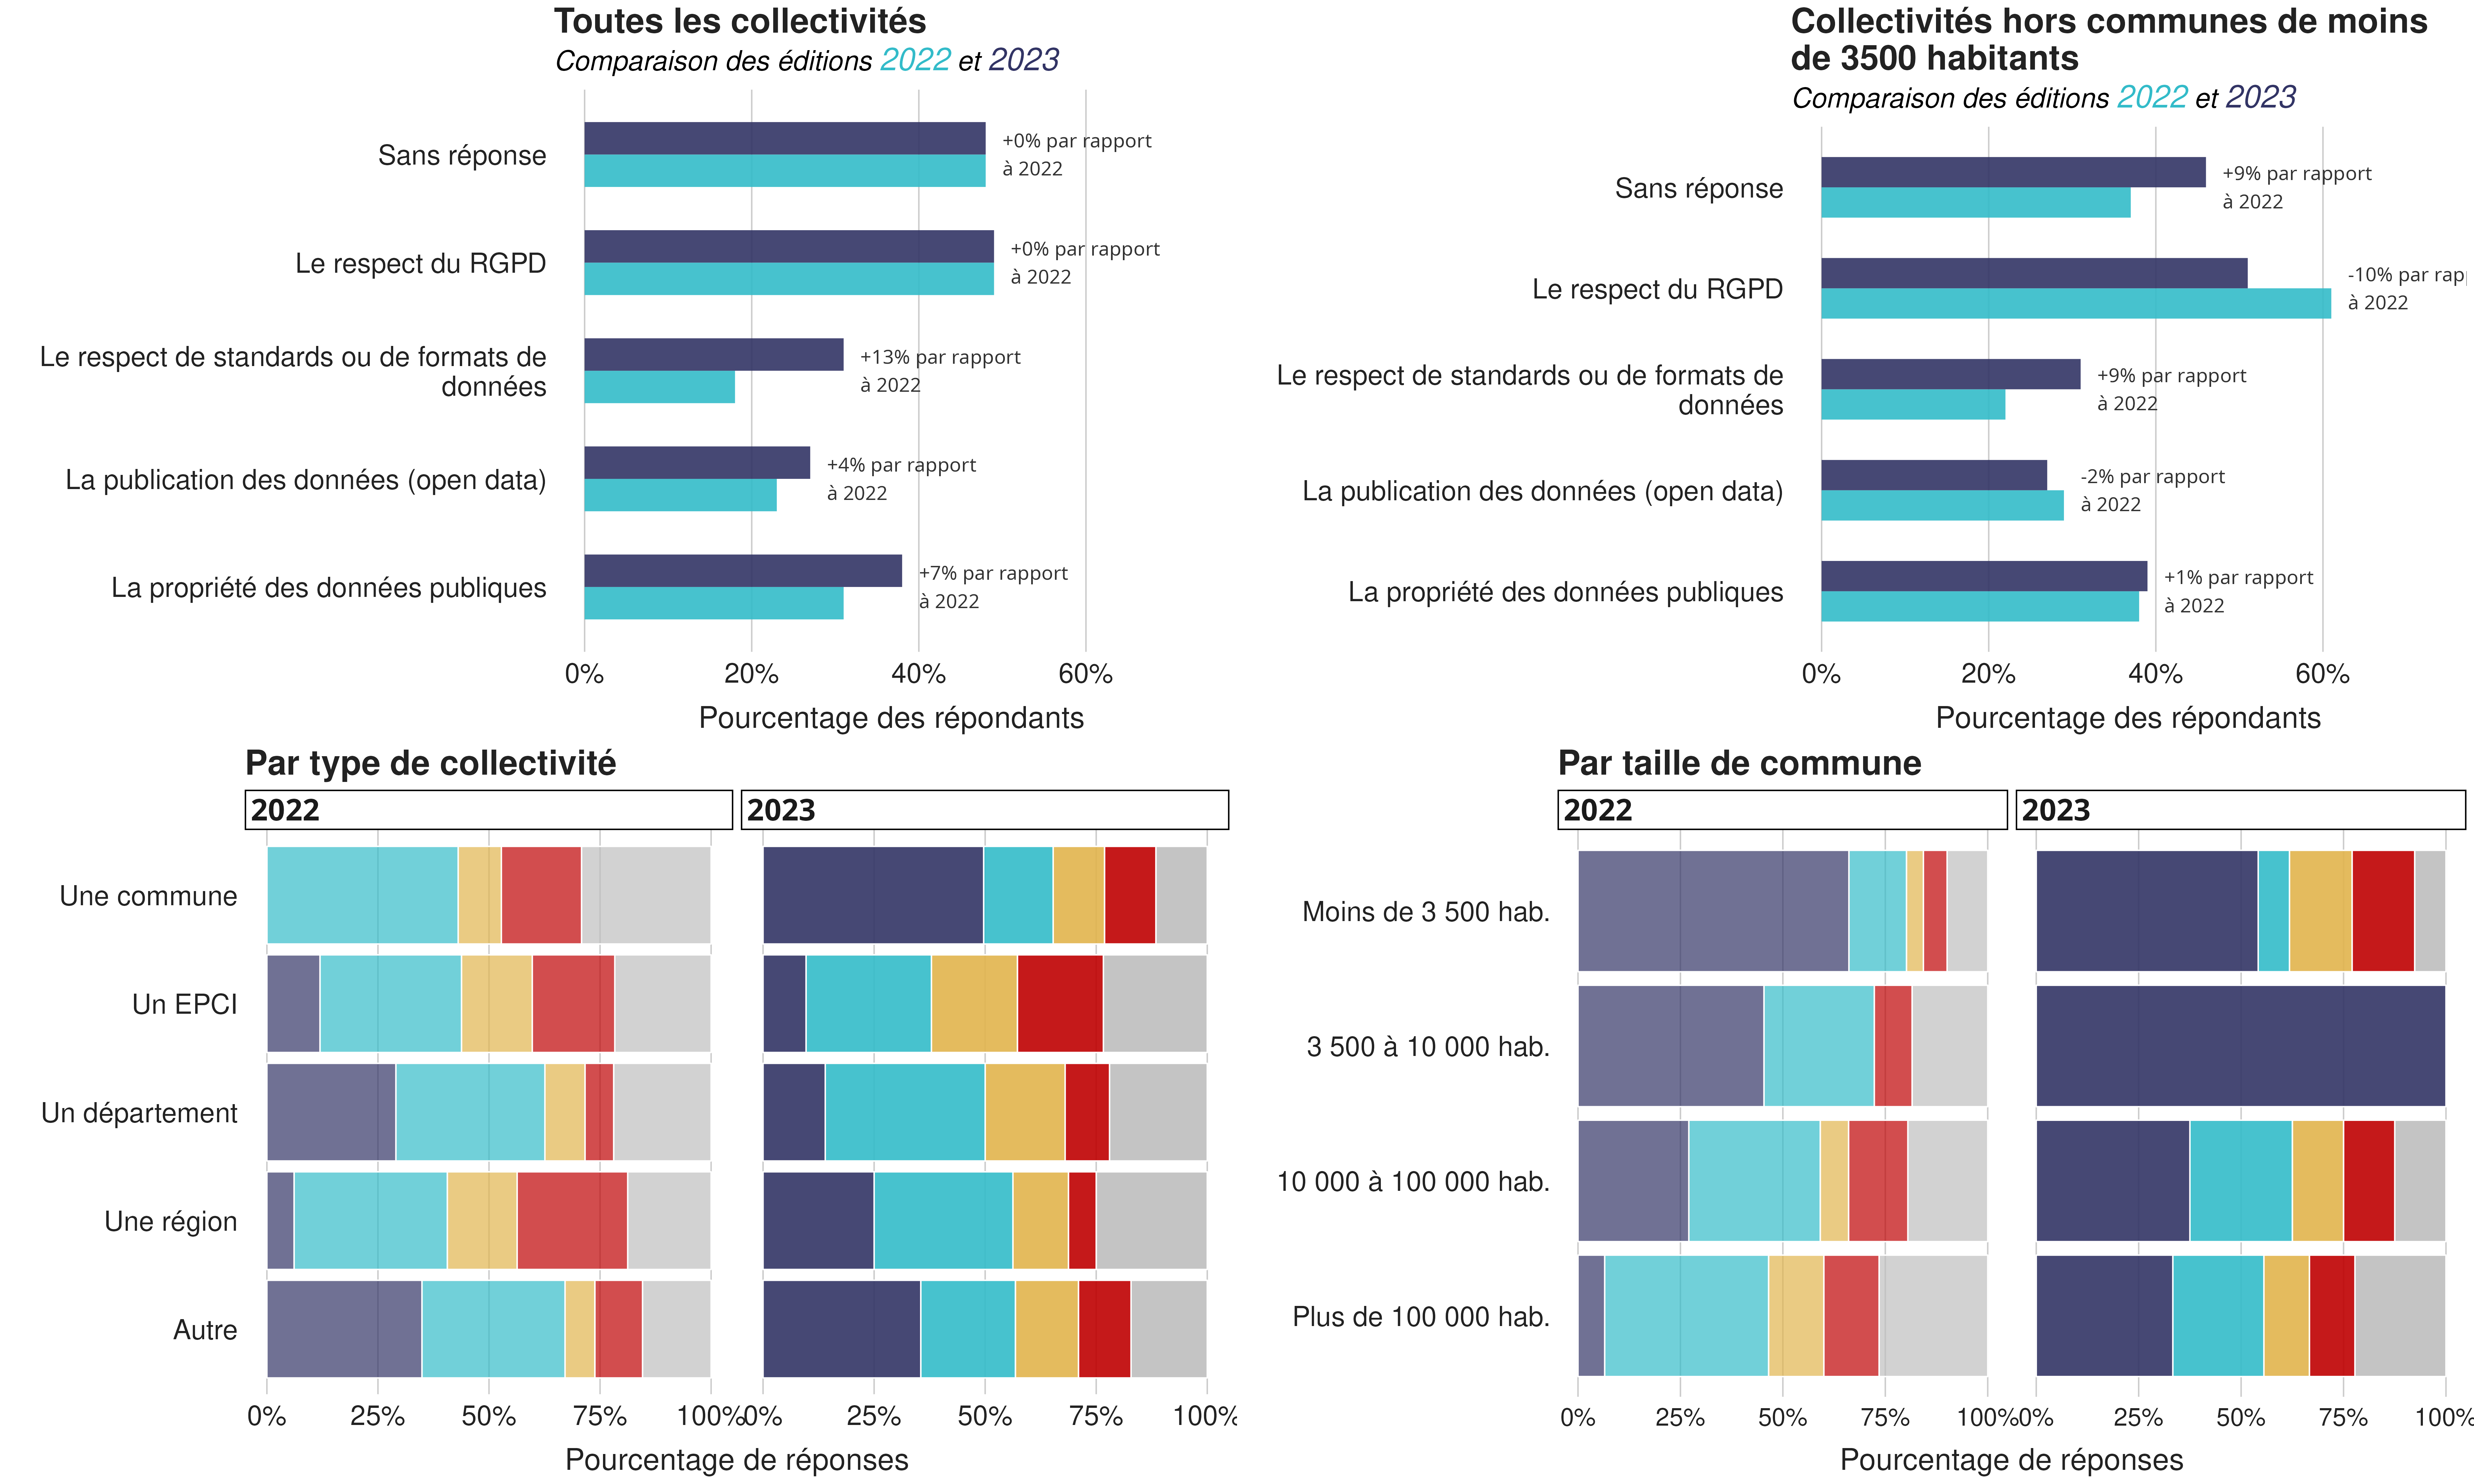 Toutes les collectivités
Comparaison des éditions 2022 et 2023
Sans réponse
+0% par rapport
à 2022
Le respect du RGPD
+0% par rapport
à 2022
Le respect de standards ou de formats de
données
+13% par rapport
à 2022
La publication des données (open data)
+4% par rapport
à 2022
La propriété des données publiques
+7% par rapport
à 2022
0% 20% 40% 60%
Pourcentage des répondants
Collectivités hors communes de moins
de 3500 habitants
Comparaison des éditions 2022 et 2023
Sans réponse
+9% par rapport
à 2022
Le respect du RGPD
-10% par
à 2022
Le respect de standards ou de formats de
données
+9% par rapport
à 2022
La publication des données (open data)
-2% par rapport
à 2022
La propriété des données publiques
+1% par rapport
à 2022
0% 20% 40% 60%
Pourcentage des répondants
Par type de collectivité
2022 2023
Une commune
Un EPCI
Un département
Une région
Autre
0% 25% 50% 75% 100% 0% 25% 50% 75% 100%
Pourcentage de réponses
Par taille de commune
2022 2023
Moins de 3 500 hab.
3 500 à 10 000 hab.
10 000 à 100 000 hab.
Plus de 100 000 hab.
0% 25% 50% 75% 100% 0% 25% 50% 75% 100%
Pourcentage de réponses